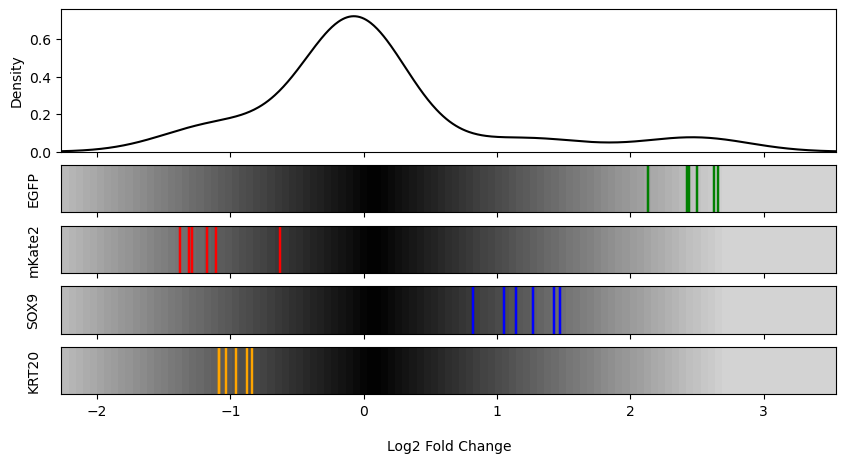 Density
0.6
0.4
0.2
0.0
EGFP
mKate2
SOX9
KRT20
−2 −1 0 1 2 3
Log2 Fold Change